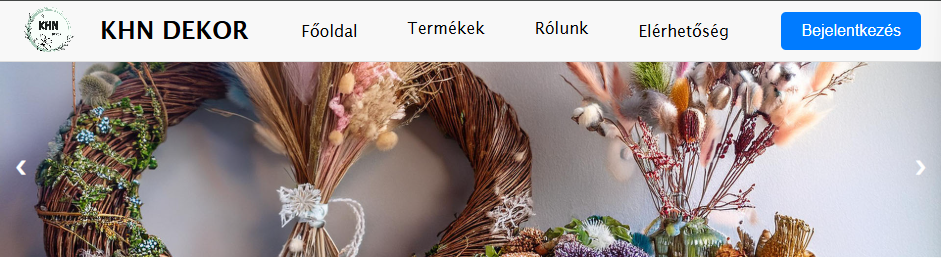 KHN
KHN DEKOR
Főoldal
Termékek
Rólunk
Elérhetőség
Bejelentkezés